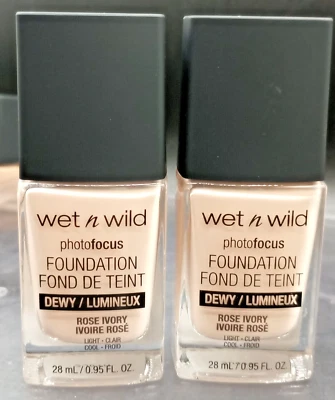 wet n wild
photofocus
FOUNDATION
FOND DE TEINT
DEWY / LUMINEUX
ROSE IVORY
IVOIRE ROSÉ
LIGHT • CLAIR
COOL • FROID
28 mL / 0.95 FL. OZ.
wet n wild
photofocus
FOUNDATION
FOND DE TEINT
DEWY / LUMINEUX
ROSE IVORY
IVOIRE ROSÉ
LIGHT • CLAIR
COOL • FROID
28 mL / 0.95 FL. OZ.